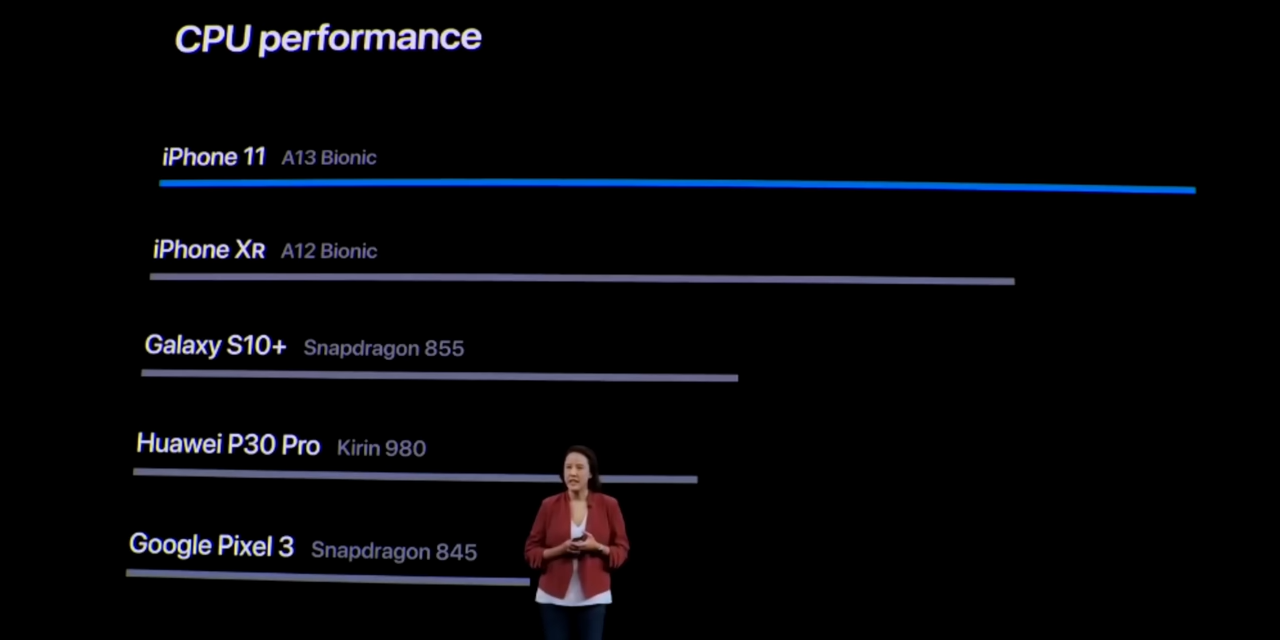 CPU performance
iPhone 11 A13 Bionic
iPhone XR A12 Bionic
Galaxy S10+ Snapdragon 855
Huawei P30 Pro Kirin 980
Google Pixel 3 Snapdragon 845